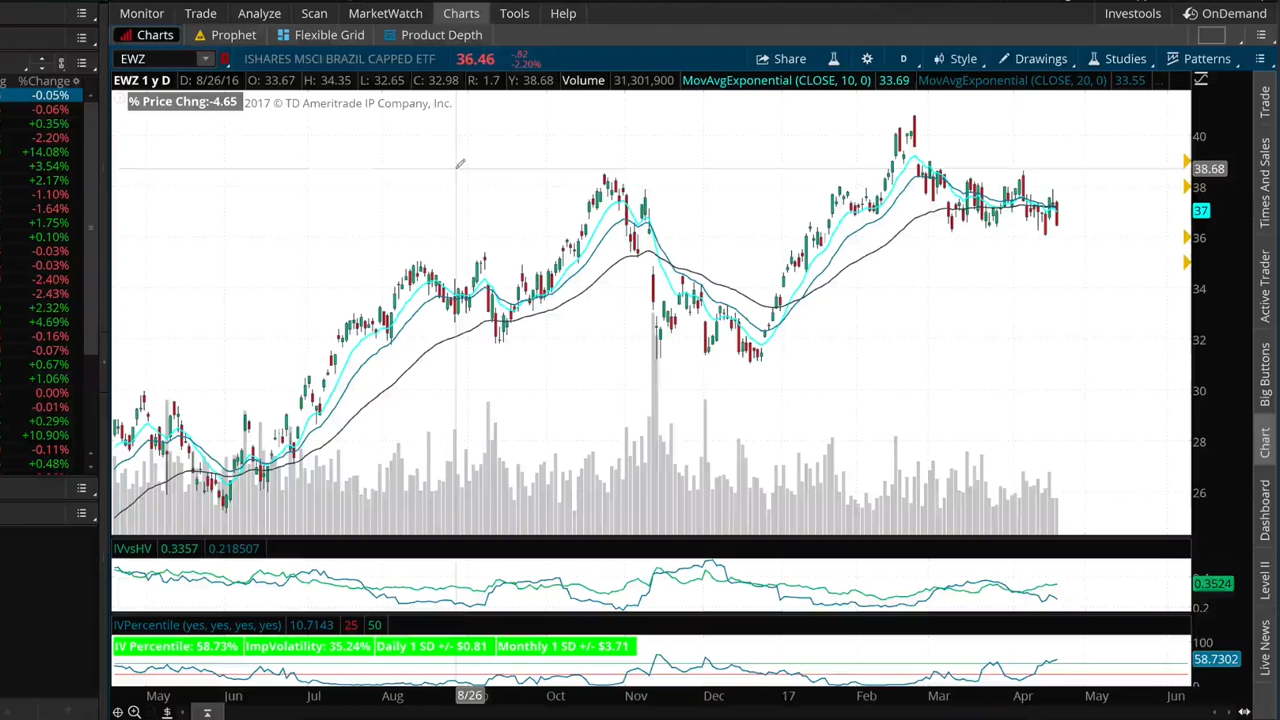 Monitor Trade Analyze Scan MarketWatch Charts Tools Help Investools OnDemand
Charts Prophet Flexible Grid Product Depth
EWZ ISHARES MSCI BRAZIL CAPPED ETF 36.46 -.82 -2.20% Share D Style Drawings Studies Patterns
%Change EWZ 1 y D D: 8/26/16 O: 33.67 H: 34.35 L: 32.65 C: 32.98 R: 1.7 Y: 38.68 Volume 31,301,900 MovAvgExponential (CLOSE, 10, 0) 33.69 MovAvgExponential (CLOSE, 20, 0) 33.55
% Price Chng:-4.65 2017 © TD Ameritrade IP Company, Inc.
-0.05%
-0.06%
+0.35%
-2.20%
+14.08%
+3.54%
+2.17%
-1.10%
-1.64%
+1.75%
+0.10%
-0.03%
-0.03%
-2.40%
-2.43%
+2.32%
+4.69%
-0.16%
-0.07%
+0.67%
+1.06%
0.00%
-0.01%
+0.29%
+10.90%
-0.11%
+0.48%
40
38.68
38
37
36
34
32
30
28
26
IVvsHV 0.3357 0.218507
0.3524
0.2
IVPercentile (yes, yes, yes, yes) 10.7143 25 50
IV Percentile: 58.73% ImpVolatility: 35.24% Daily 1 SD +/- $0.81 Monthly 1 SD +/- $3.71
100
58.7302
May Jun Jul Aug 8/26 Oct Nov Dec 17 Feb Mar Apr May Jun
Trade
Times And Sales
Active Trader
Big Buttons
Chart
Dashboard
Level II
Live News